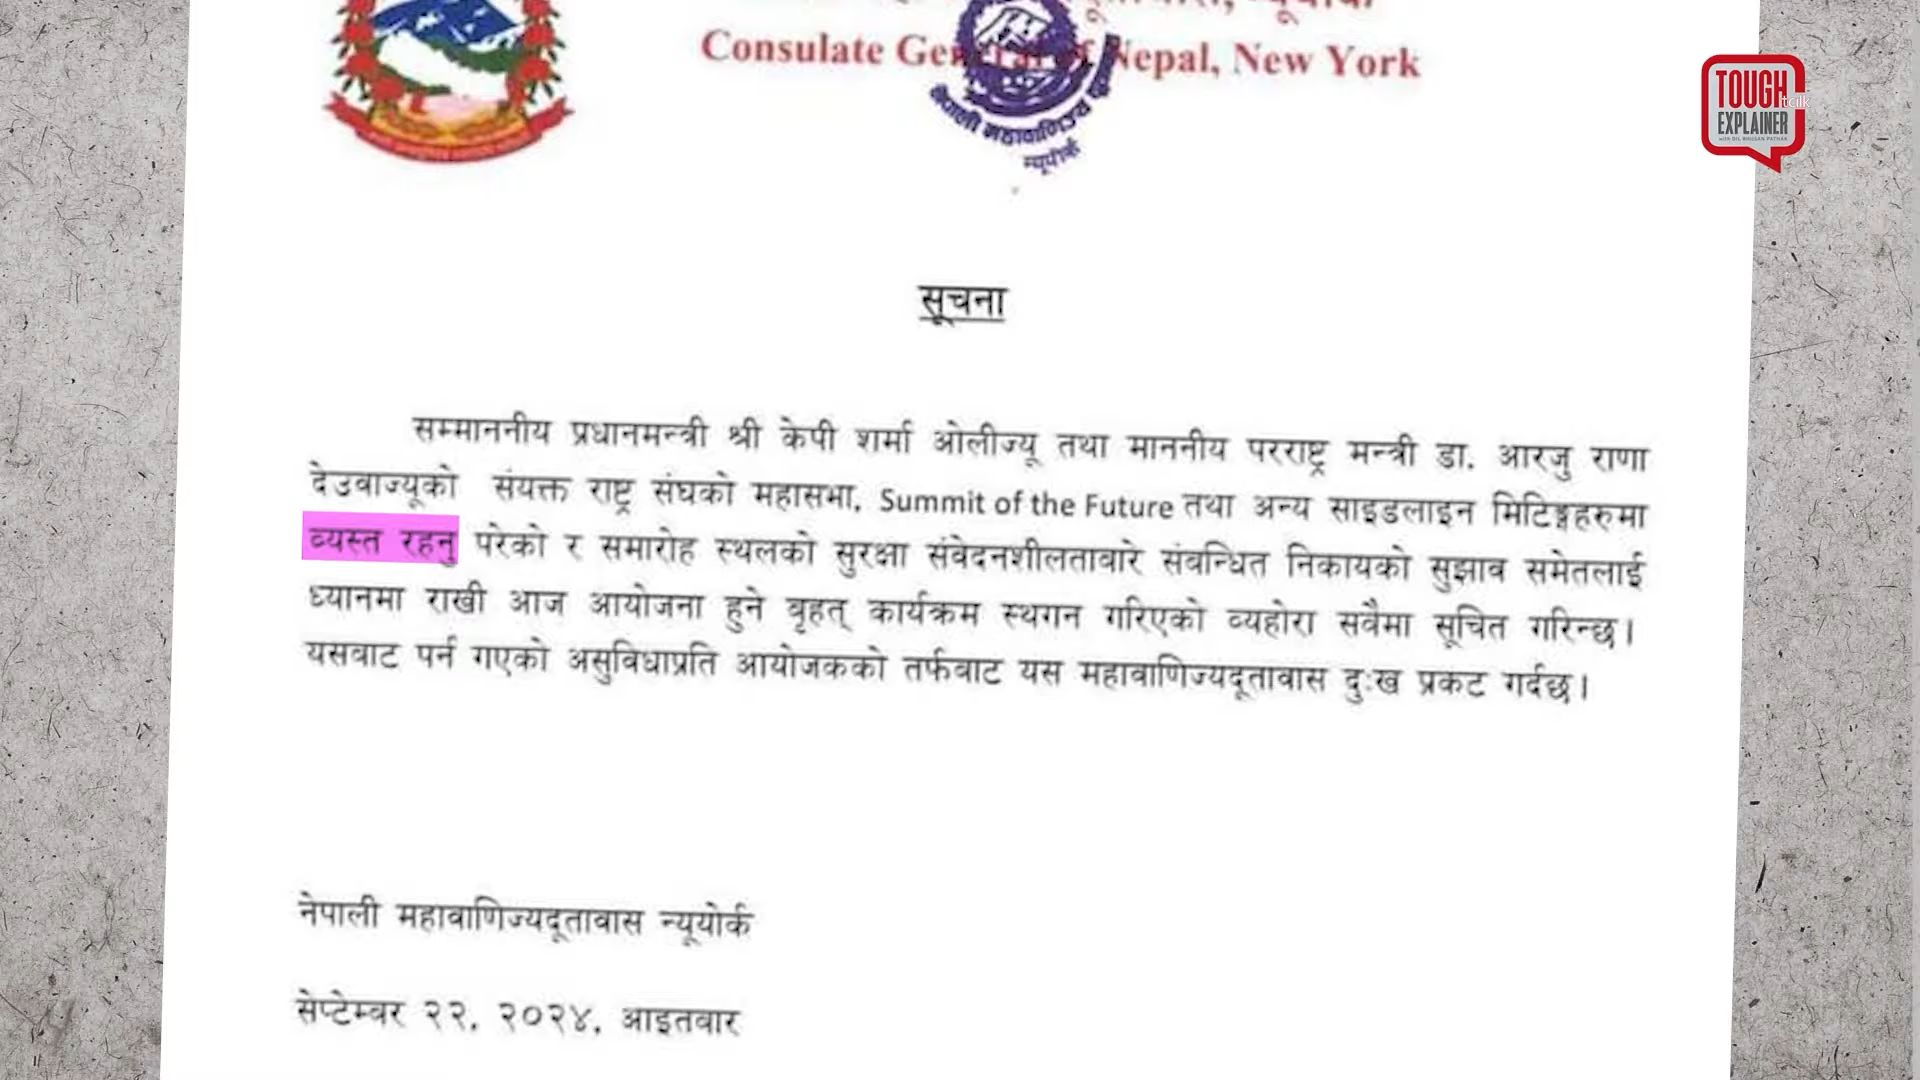 Consulate General of Nepal, New York
नेपाली महावाणिज्य
न्यूयोर्क
TOUGH
EXPLAINER
सूचना
सम्माननीय प्रधानमन्त्री श्री केपी शर्मा ओलीज्यू तथा माननीय परराष्ट्र मन्त्री डा. आरजु राणा
देउवाज्यूको संयक्त राष्ट्र संघको महासभा, Summit of the Future तथा अन्य साइडलाइन मिटिङ्गहरुमा
व्यस्त रहनु परेको र समारोह स्थलको सुरक्षा संवेदनशीलतावारे संवन्धित निकायको सुझाव समेतलाई
ध्यानमा राखी आज आयोजना हुने वृहत् कार्यक्रम स्थगन गरिएको व्यहोरा सवैमा सूचित गरिन्छ।
यसवाट पर्न गएको असुविधाप्रति आयोजकको तर्फवाट यस महावाणिज्यदूतावास दुःख प्रकट गर्दछ।
नेपाली महावाणिज्यदूतावास न्यूयोर्क
सेप्टेम्वर २२, २०२४, आइतवार